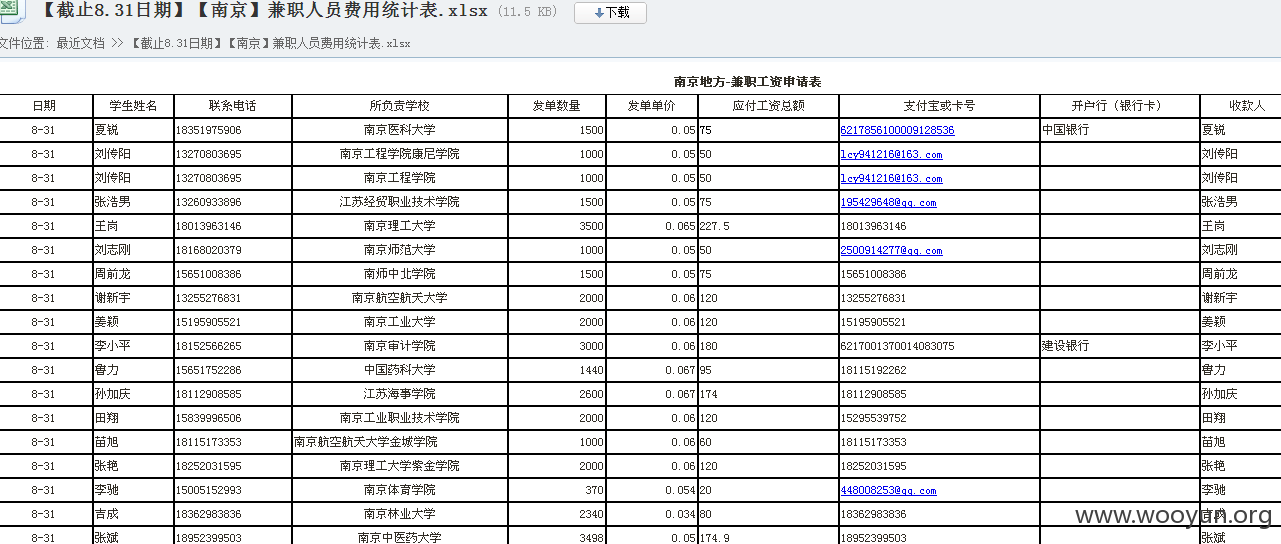 【截止8.31日期】【南京】兼职人员费用统计表.xlsx (11.5 KB) 下载
文件位置: 最近文档 >> 【截止8.31日期】【南京】兼职人员费用统计表.xlsx
南京地方-兼职工资申请表
日期 学生姓名 联系电话 所负责学校 发单数量 发单单价 应付工资总额 支付宝或卡号 开户行（银行卡） 收款人
8-31 夏锐 18351975906 南京医科大学 1500 0.05 75 6217856100009128536 中国银行 夏锐
8-31 刘传阳 13270803695 南京工程学院康尼学院 1000 0.05 50 lcy941216@163.com 刘传阳
8-31 刘传阳 13270803695 南京工程学院 1000 0.05 50 lcy941216@163.com 刘传阳
8-31 张浩男 13260933896 江苏经贸职业技术学院 1500 0.05 75 195429648@qq.com 张浩男
8-31 王岗 18013963146 南京理工大学 3500 0.065 227.5 18013963146 王岗
8-31 刘志刚 18168020379 南京师范大学 1000 0.05 50 2500914277@qq.com 刘志刚
8-31 周前龙 15651008386 南师中北学院 1500 0.05 75 15651008386 周前龙
8-31 谢新宇 13255276831 南京航空航天大学 2000 0.06 120 13255276831 谢新宇
8-31 姜颖 15195905521 南京工业大学 2000 0.06 120 15195905521 姜颖
8-31 李小平 18152566265 南京审计学院 3000 0.06 180 6217001370014083075 建设银行 李小平
8-31 鲁力 15651752286 中国药科大学 1440 0.067 95 18115192262 鲁力
8-31 孙加庆 18112908585 江苏海事学院 2600 0.067 174 18112908585 孙加庆
8-31 田翔 15839996506 南京工业职业技术学院 2000 0.06 120 15295539752 田翔
8-31 苗旭 18115173353 南京航空航天大学金城学院 1000 0.06 60 18115173353 苗旭
8-31 张艳 18252031595 南京理工大学紫金学院 2000 0.06 120 18252031595 张艳
8-31 李驰 15005152993 南京体育学院 370 0.054 20 448008253@qq.com 李驰
8-31 吉成 18362983836 南京林业大学 2340 0.034 80 18362983836 吉成
www.wooyun.org
8-31 张斌 18952399503 南京中医药大学 3498 0.05 174.9 18952399503 张斌